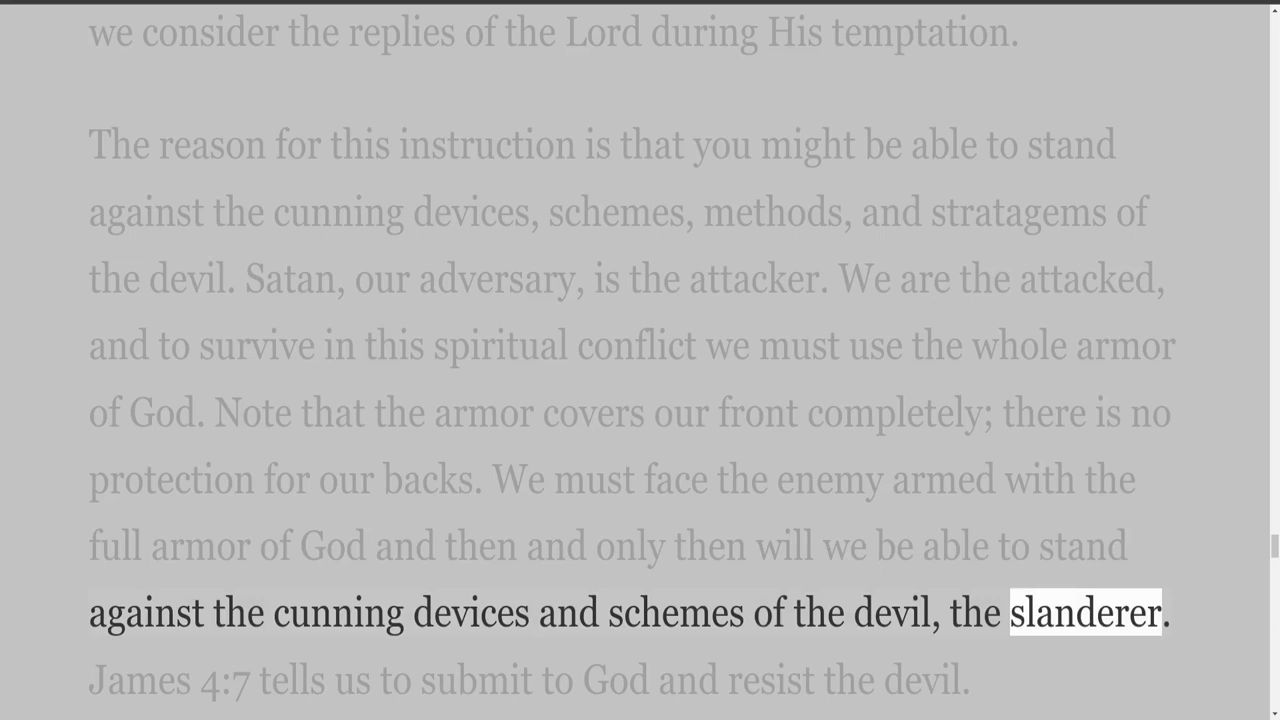 we consider the replies of the Lord during His temptation.
The reason for this instruction is that you might be able to stand
against the cunning devices, schemes, methods, and stratagems of
the devil. Satan, our adversary, is the attacker. We are the attacked,
and to survive in this spiritual conflict we must use the whole armor
of God. Note that the armor covers our front completely; there is no
protection for our backs. We must face the enemy armed with the
full armor of God and then and only then will we be able to stand
against the cunning devices and schemes of the devil, the slanderer.
James 4:7 tells us to submit to God and resist the devil.